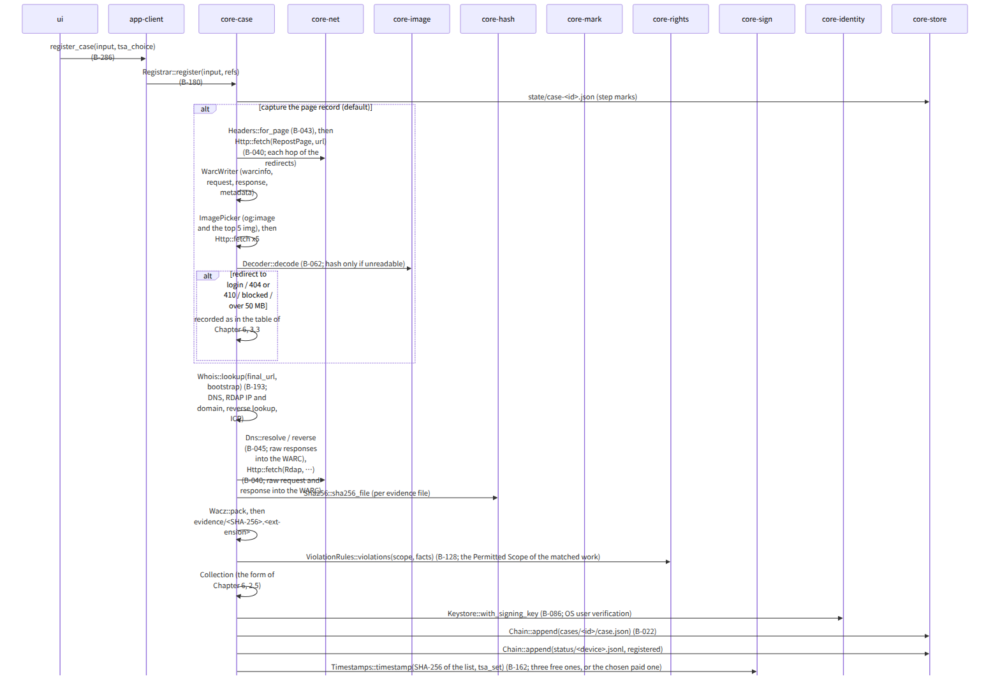 ui
app-client
core-case
core-net
core-image
core-hash
core-mark
core-rights
core-sign
core-identity
core-store
register_case(input, tsa_choice)
(B-286)
Registrar::register(input, refs)
(B-180)
state/case-<id>.json (step marks)
alt
[capture the page record (default)]
Headers::for_page (B-043), then
Http::fetch(RepostPage, url)
(B-040; each hop of the
redirects)
WarcWriter (warcinfo,
request, response,
metadata)
ImagePicker (og:image
and the top 5 img), then
Http::fetch x5
Decoder::decode (B-062; hash only if unreadable)
alt
[redirect to
login / 404 or
410 / blocked /
over 50 MB]
recorded as in the table of
Chapter 6, 3.3
Whois::lookup(final_url,
bootstrap) (B-193;
DNS, RDAP IP and
domain, reverse lookup,
ICP)
Dns::resolve / reverse
(B-045; raw responses
into the WARC),
Http::fetch(Rdap, ⋯)
(B-040; raw request and
response into the WARC)
Sha256::sha256_file (per evidence file)
Wacz::pack, then
evidence/<SHA-256>.<ext-
ension>
ViolationRules::violations(scope, facts) (B-128; the Permitted Scope of the matched work)
Collection (the form of
Chapter 6, 2.5)
Keystore::with_signing_key (B-086; OS user verification)
Chain::append(cases/<id>/case.json) (B-022)
Chain::append(status/<device>.jsonl, registered)
Timestamps::timestamp(SHA-256 of the list, tsa_set) (B-162; three free ones, or the chosen paid one)